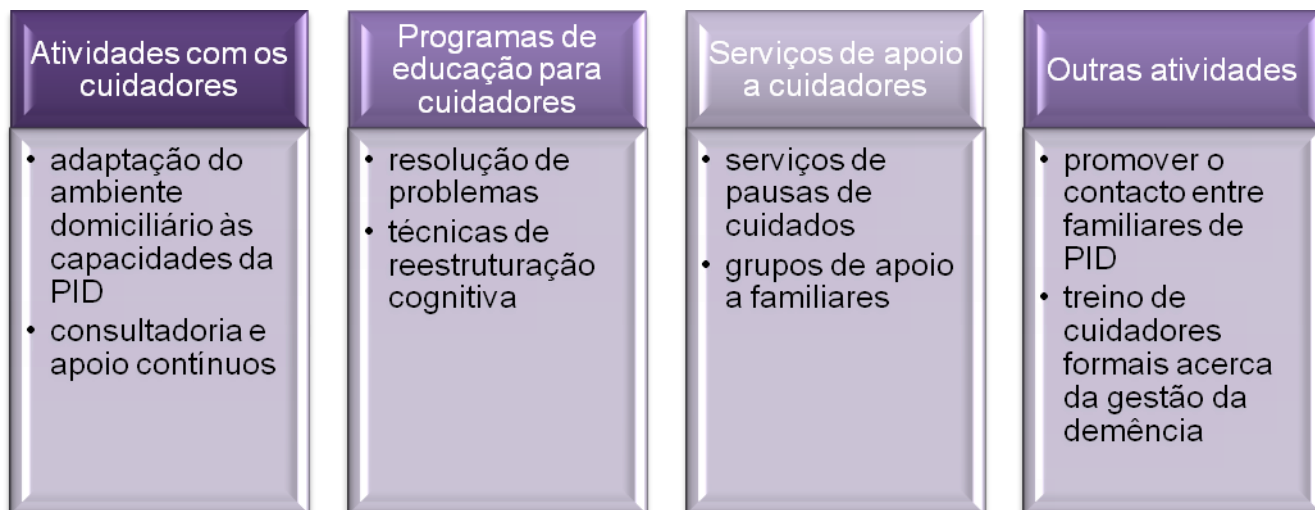 Atividades com os
cuidadores
• adaptação do
ambiente
domiciliário às
capacidades da
PID
• consultadoria e
apoio contínuos
Programas de
educação para
cuidadores
• resolução de
problemas
• técnicas de
reestruturação
cognitiva
Serviços de apoio
a cuidadores
• serviços de
pausas de
cuidados
• grupos de apoio
a familiares
Outras atividades
• promover o
contacto entre
familiares de
PID
• treino de
cuidadores
formais acerca
da gestão da
demência